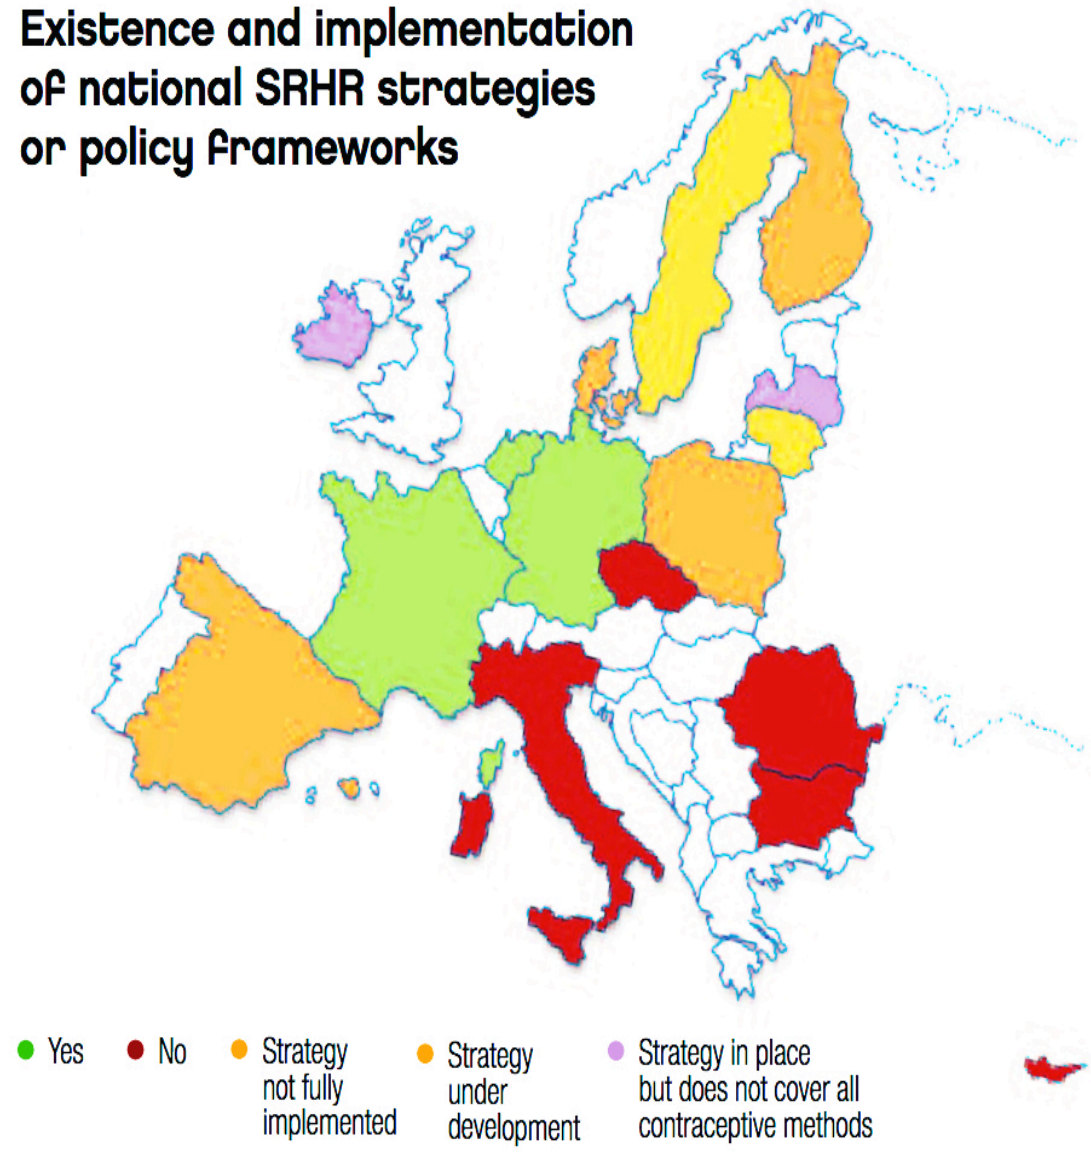 Existence and implementation
of national SRHR strategies
or policy frameworks
Yes
No
Strategy
not fully
implemented
Strategy
under
development
Strategy in place
but does not cover all
contraceptive methods